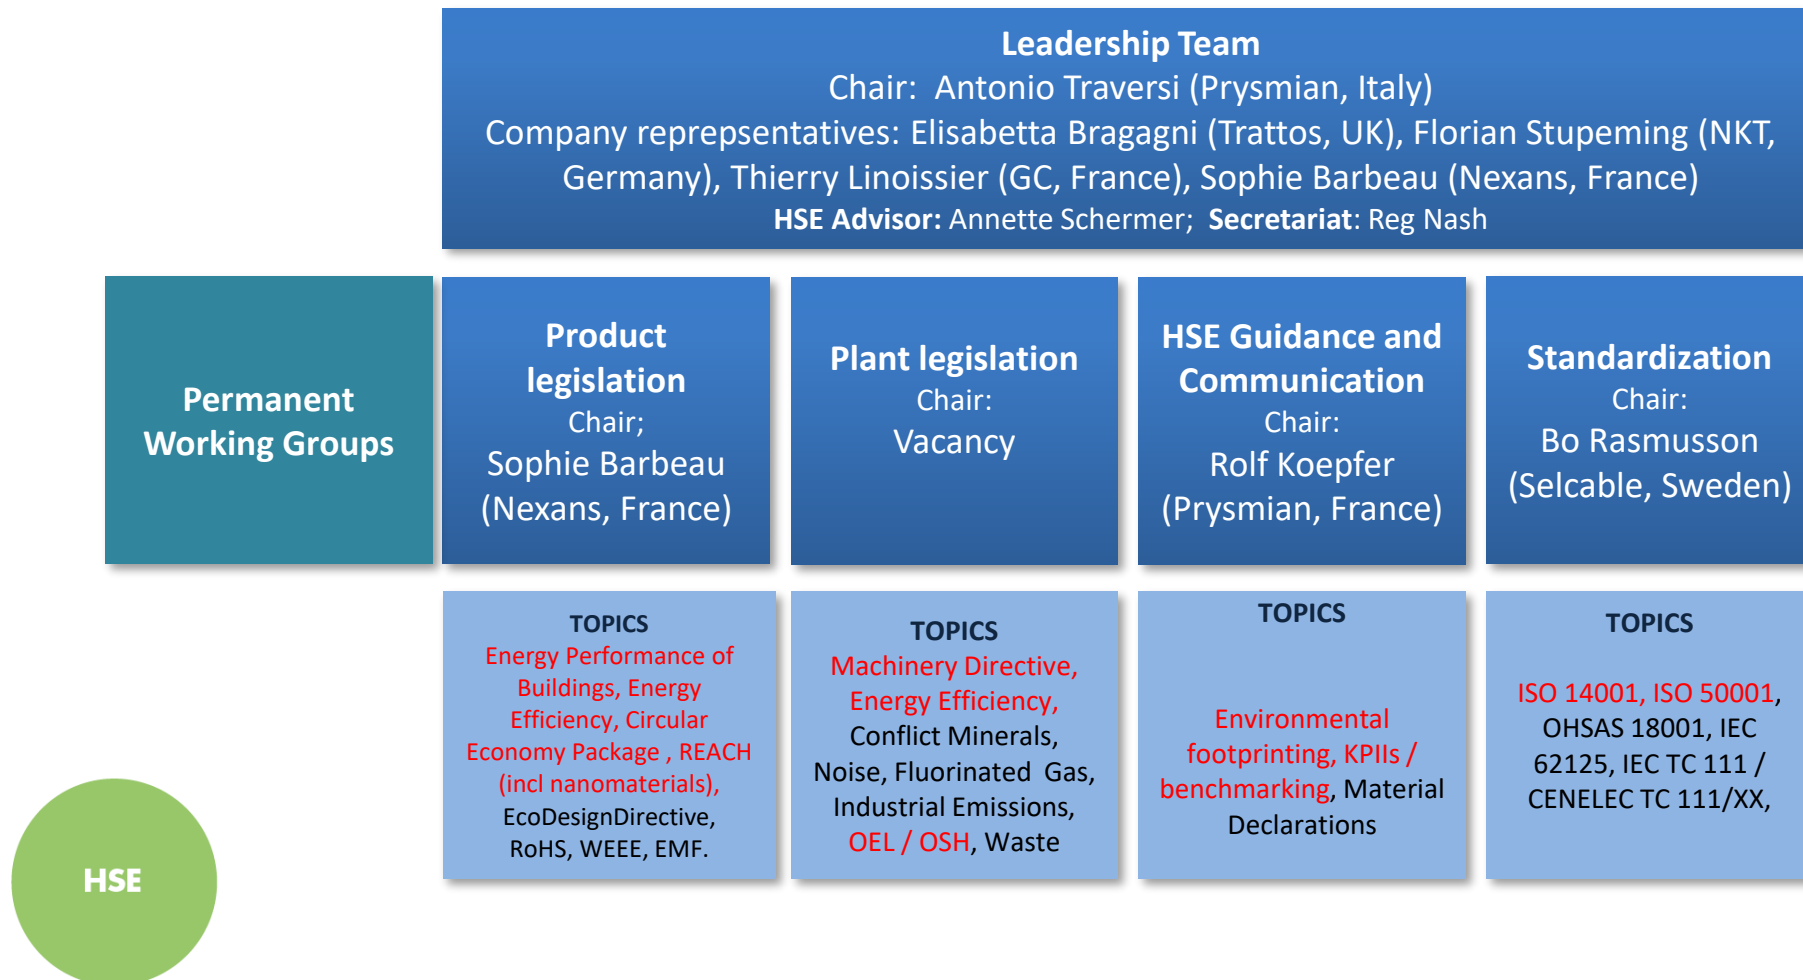 Leadership Team
Chair:  Antonio Traversi (Prysmian, Italy)
Company reprepsentatives: Elisabetta Bragagni (Trattos, UK), Florian Stupeming (NKT,
Germany), Thierry Linoissier (GC, France), Sophie Barbeau (Nexans, France)
HSE Advisor: Annette Schermer;  Secretariat: Reg Nash
Permanent
Working Groups
Product
legislation
Chair;
Sophie Barbeau
(Nexans, France)
Plant legislation
Chair:
Vacancy
HSE Guidance and
Communication
Chair:
Rolf Koepfer
(Prysmian, France)
Standardization
Chair:
Bo Rasmusson
(Selcable, Sweden)
TOPICS
Energy Performance of
Buildings, Energy
Efficiency, Circular
Economy Package , REACH
(incl nanomaterials),
EcoDesignDirective,
RoHS, WEEE, EMF.
TOPICS
Machinery Directive,
Energy Efficiency,
Conflict Minerals,
Noise, Fluorinated  Gas,
Industrial Emissions,
OEL / OSH, Waste
TOPICS
Environmental
footprinting, KPIIs /
benchmarking, Material
Declarations
TOPICS
ISO 14001, ISO 50001,
OHSAS 18001, IEC
62125, IEC TC 111 /
CENELEC TC 111/XX,
HSE